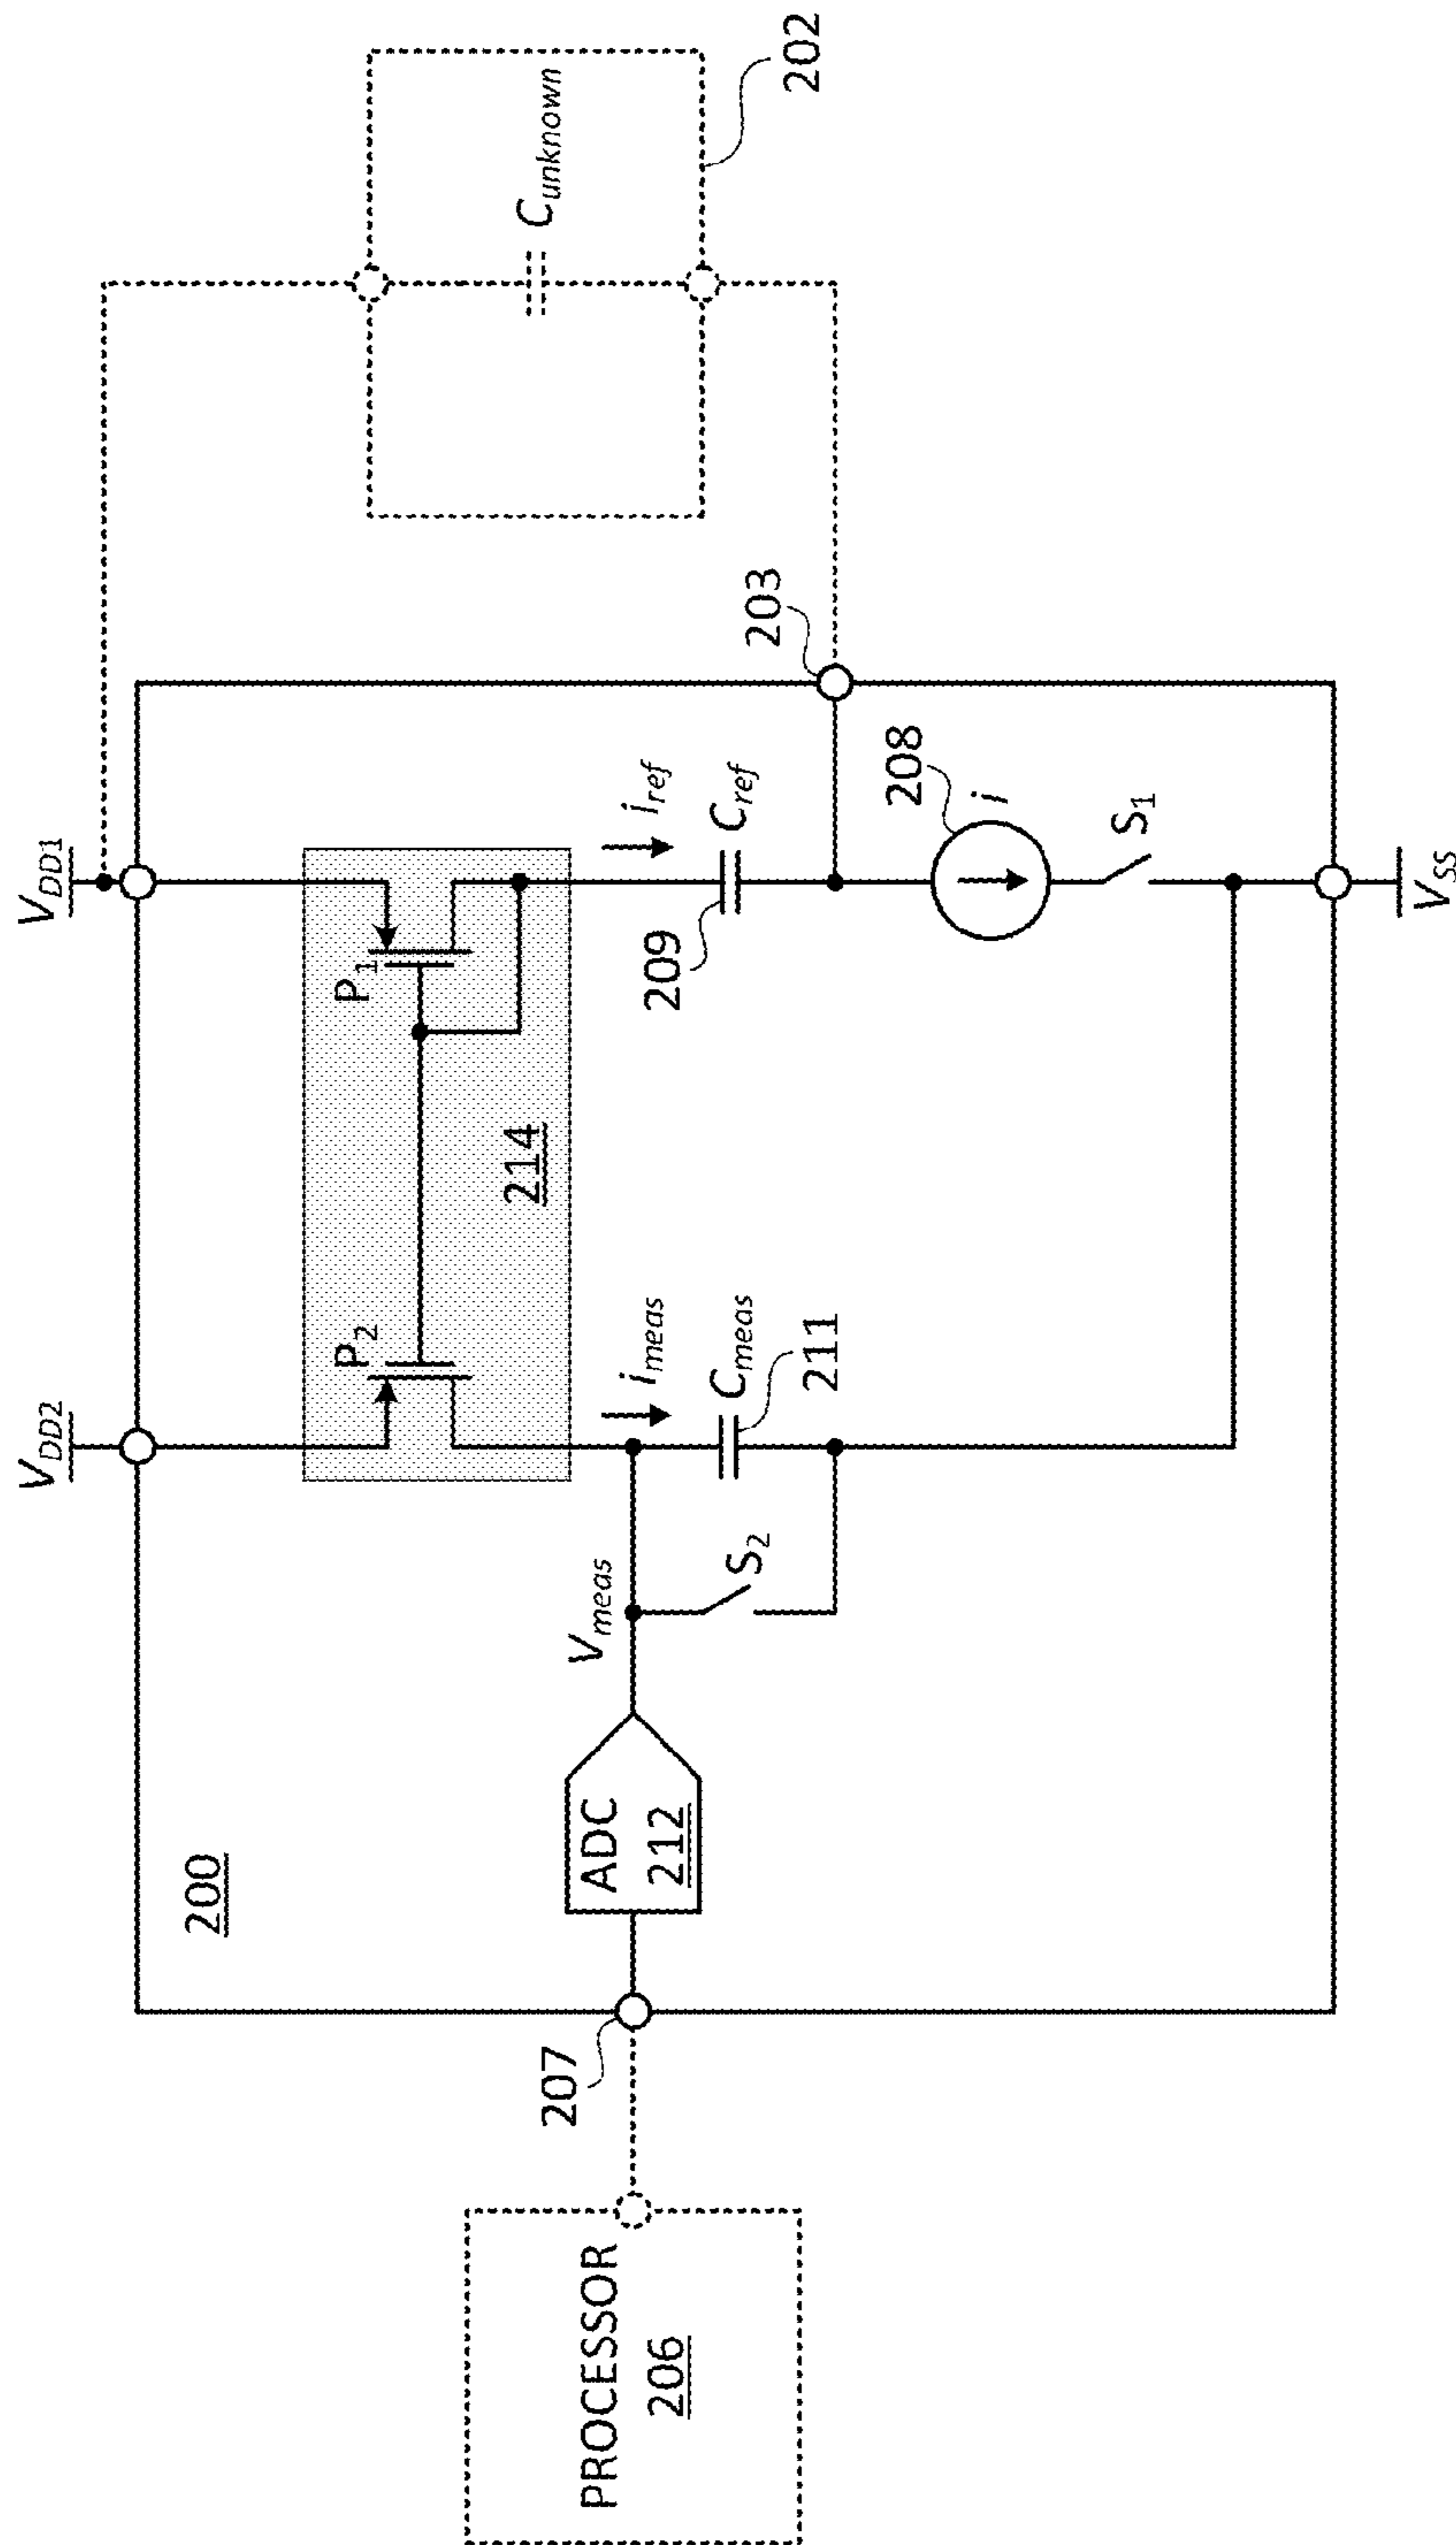 V_DD2
V_DD1
200
P_2
P_1
214
C_unknown
202
PROCESSOR
206
207
ADC
212
V_meas
S_2
i_meas
C_meas
211
i_ref
C_ref
209
203
208
i
S_1
V_SS